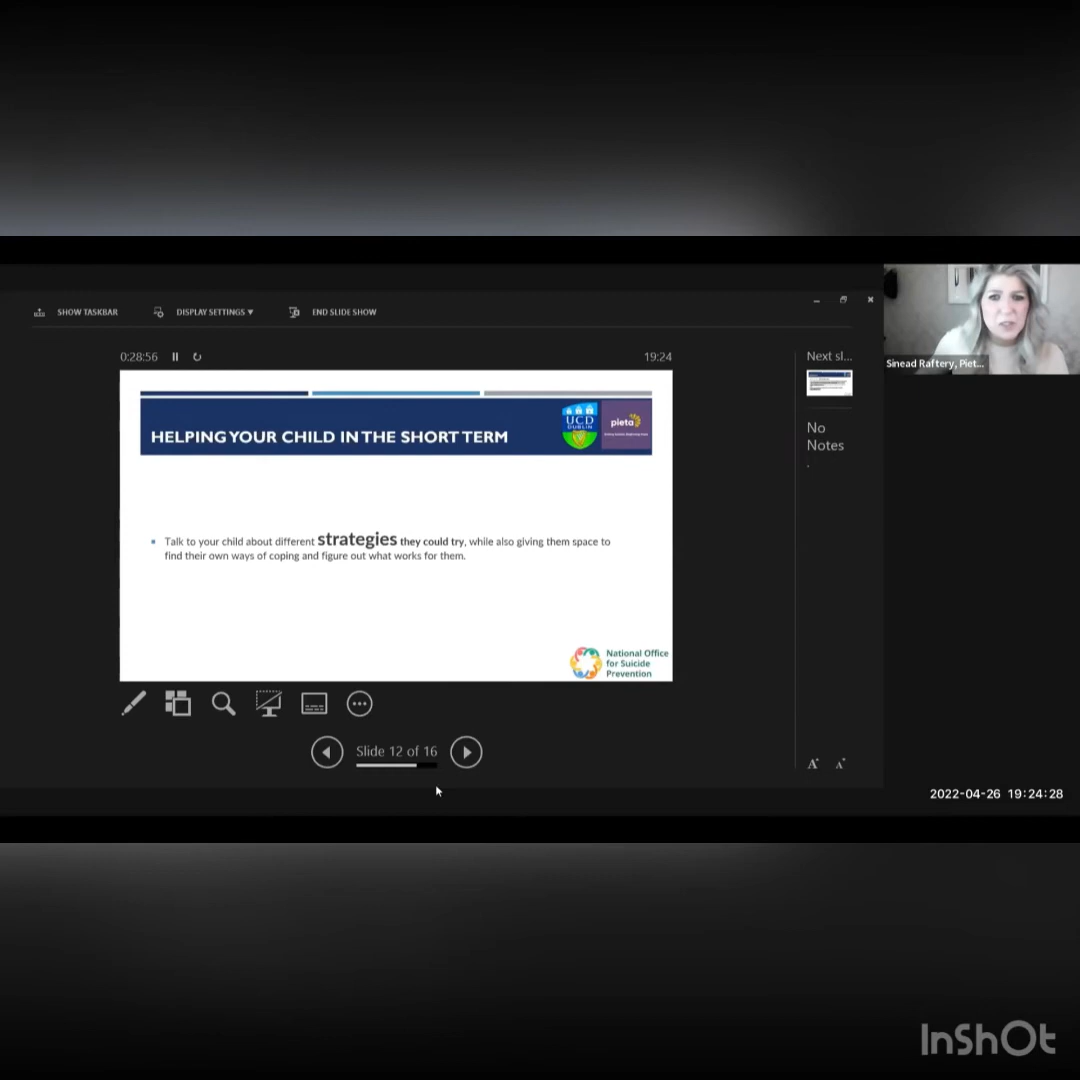 SHOW TASKBAR
DISPLAY SETTINGS
END SLIDE SHOW
0:28:56
19:24
Next sl...
Sinead Raftery, Piet...
HELPING YOUR CHILD IN THE SHORT TERM
UCD
DUBLIN
pieta
No
Notes
.
Talk to your child about different strategies they could try, while also giving them space to
find their own ways of coping and figure out what works for them.
National Office
for Suicide
Prevention
Slide 12 of 16
A A
2022-04-26 19:24:28
InShOt